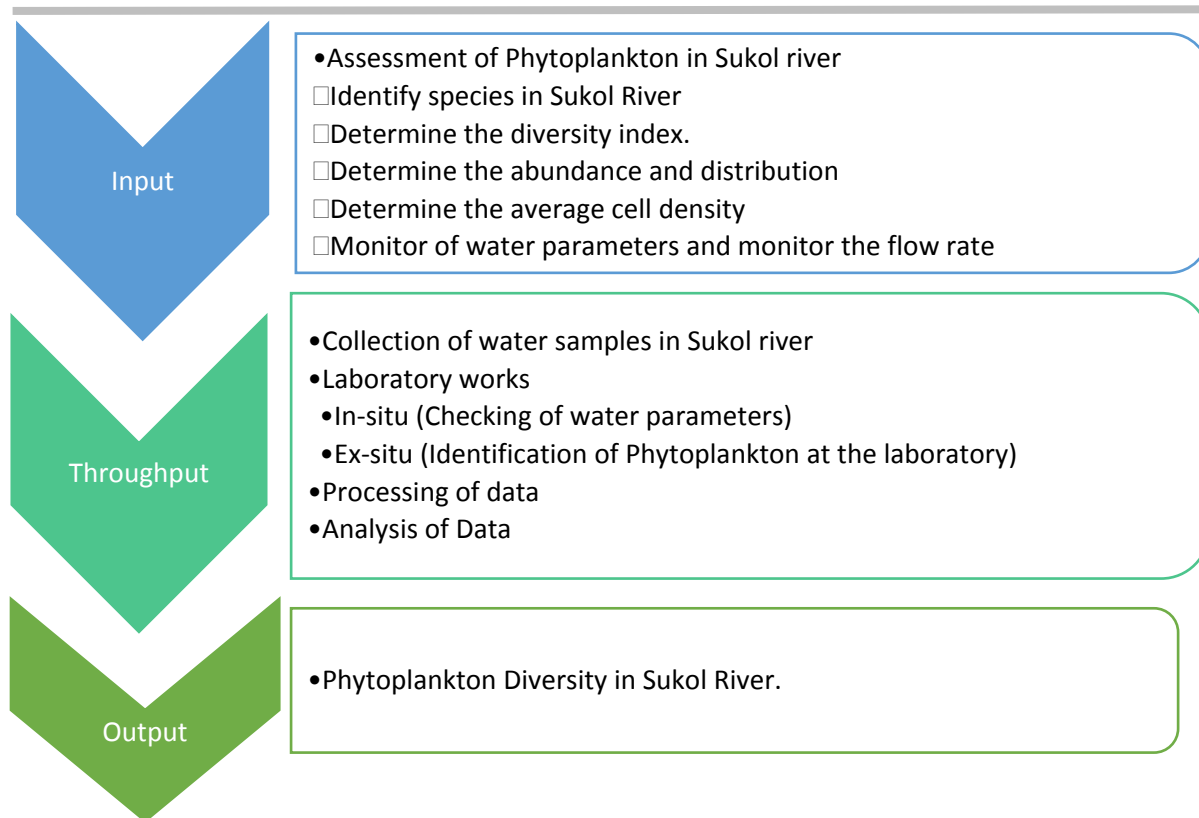 Input
•Assessment of Phytoplankton in Sukol river
□Identify species in Sukol River
□Determine the diversity index.
□Determine the abundance and distribution
□Determine the average cell density
□Monitor of water parameters and monitor the flow rate
Throughput
•Collection of water samples in Sukol river
•Laboratory works
•In-situ (Checking of water parameters)
•Ex-situ (Identification of Phytoplankton at the laboratory)
•Processing of data
•Analysis of Data
Output
•Phytoplankton Diversity in Sukol River.